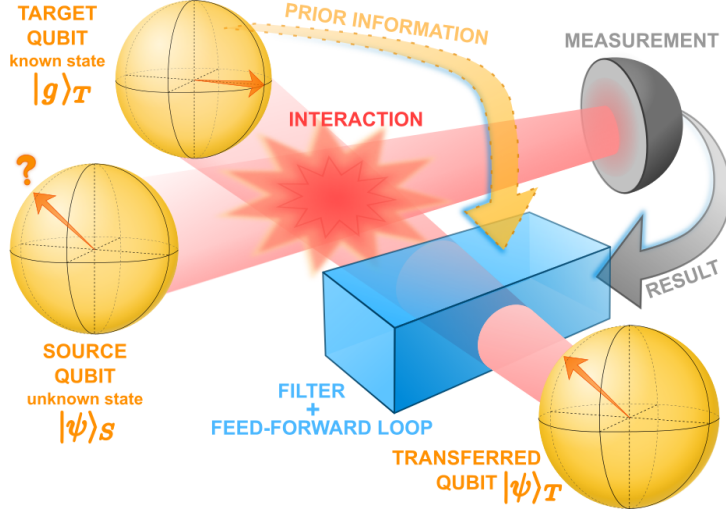 TARGET
QUBIT
known state
|g⟩T
PRIOR INFORMATION
MEASUREMENT
INTERACTION
?
RESULT
SOURCE
QUBIT
unknown state
|ψ⟩S
FILTER
+
FEED-FORWARD LOOP
TRANSFERRED
QUBIT |ψ⟩T